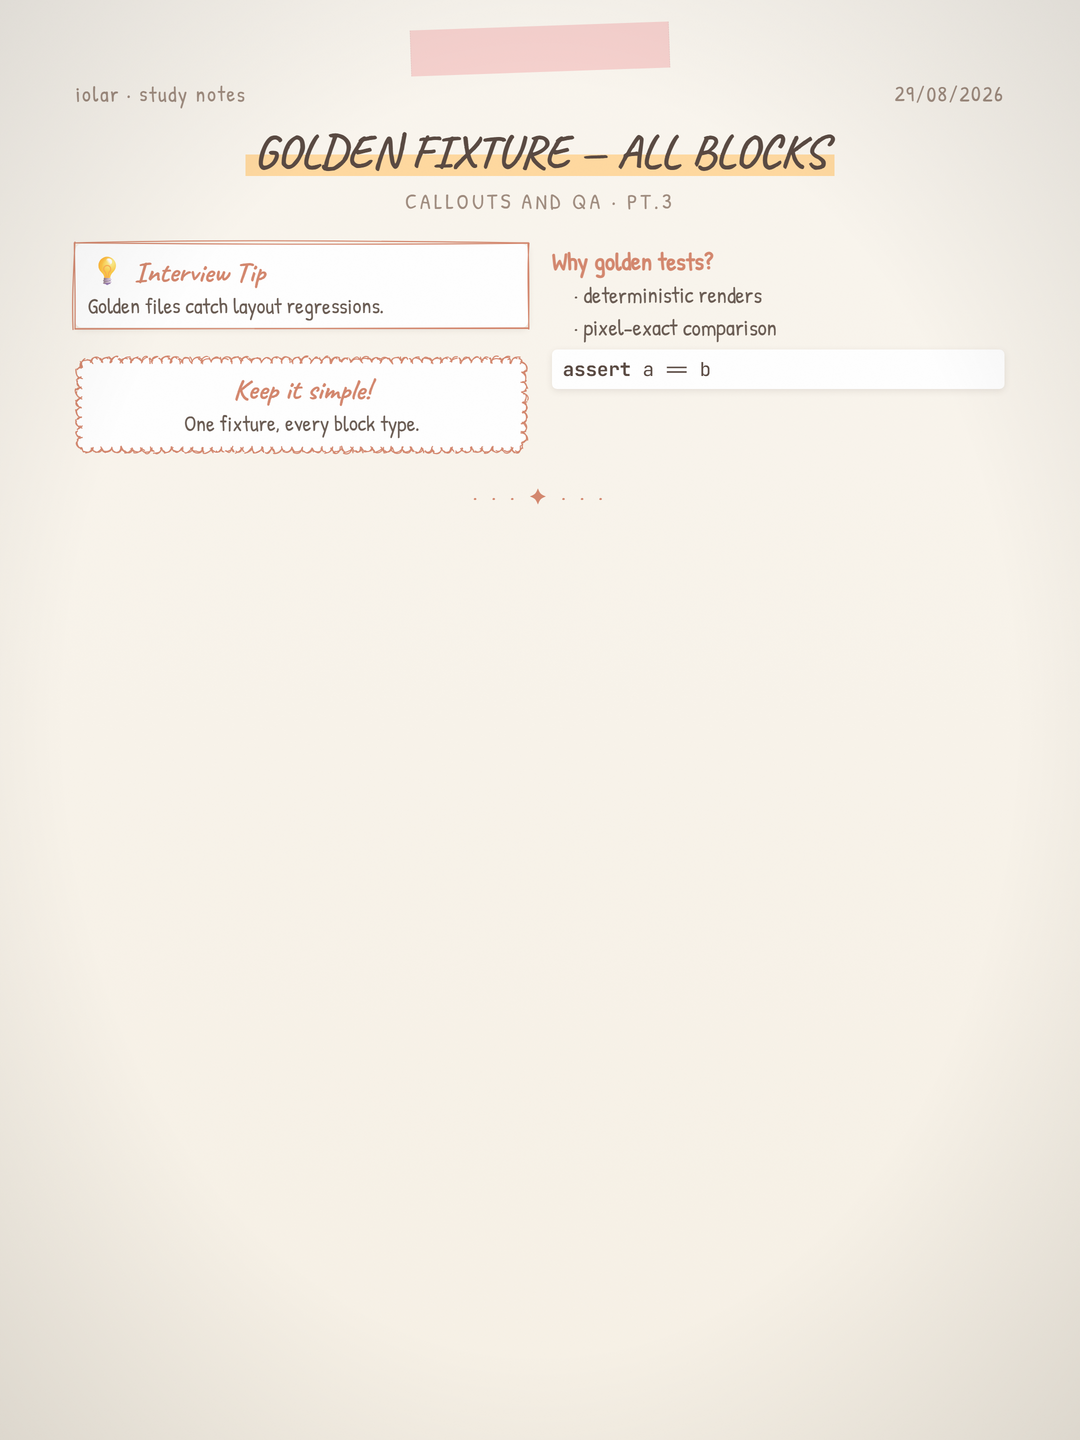 iolar · study notes
29/08/2026
GOLDEN FIXTURE — ALL BLOCKS
CALLOUTS AND QA · PT.3
Interview Tip
Golden files catch layout regressions.
Keep it simple!
One fixture, every block type.
Why golden tests?
· deterministic renders
· pixel-exact comparison
assert a == b